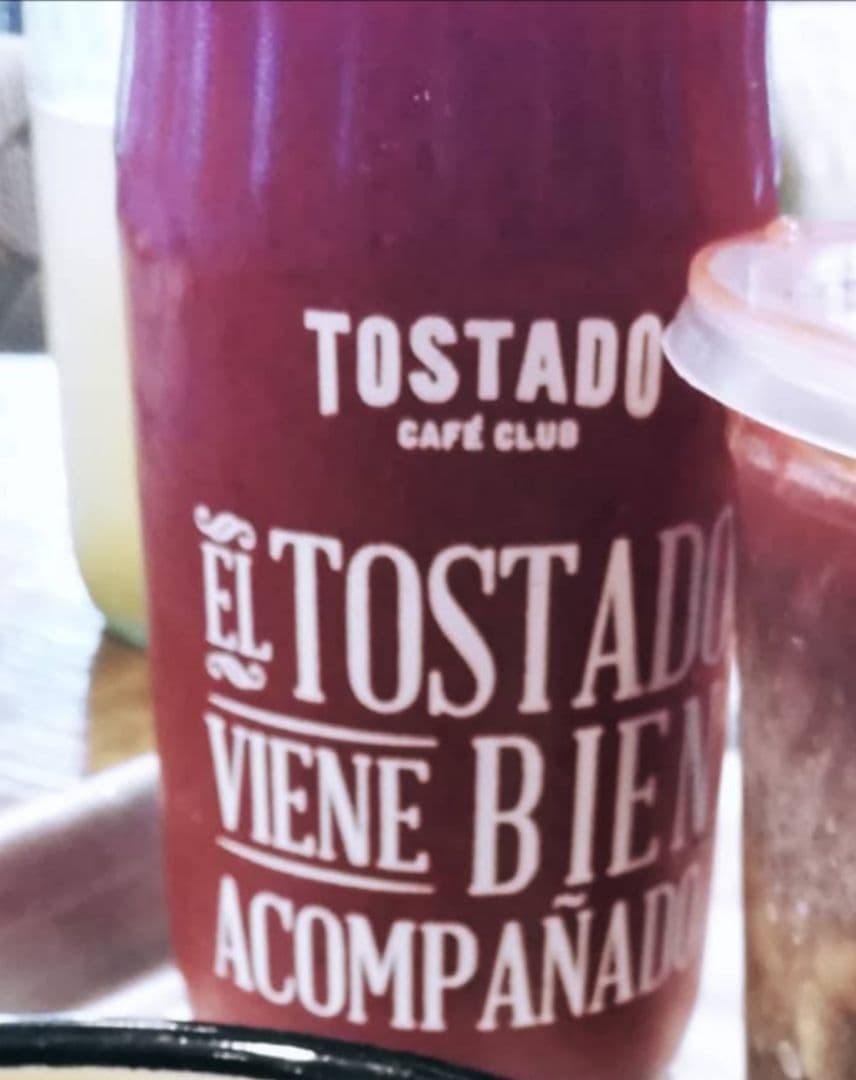 TOSTADO
CAFÉ CLUB
EL TOSTADO
VIENE BIEN
ACOMPAÑADO